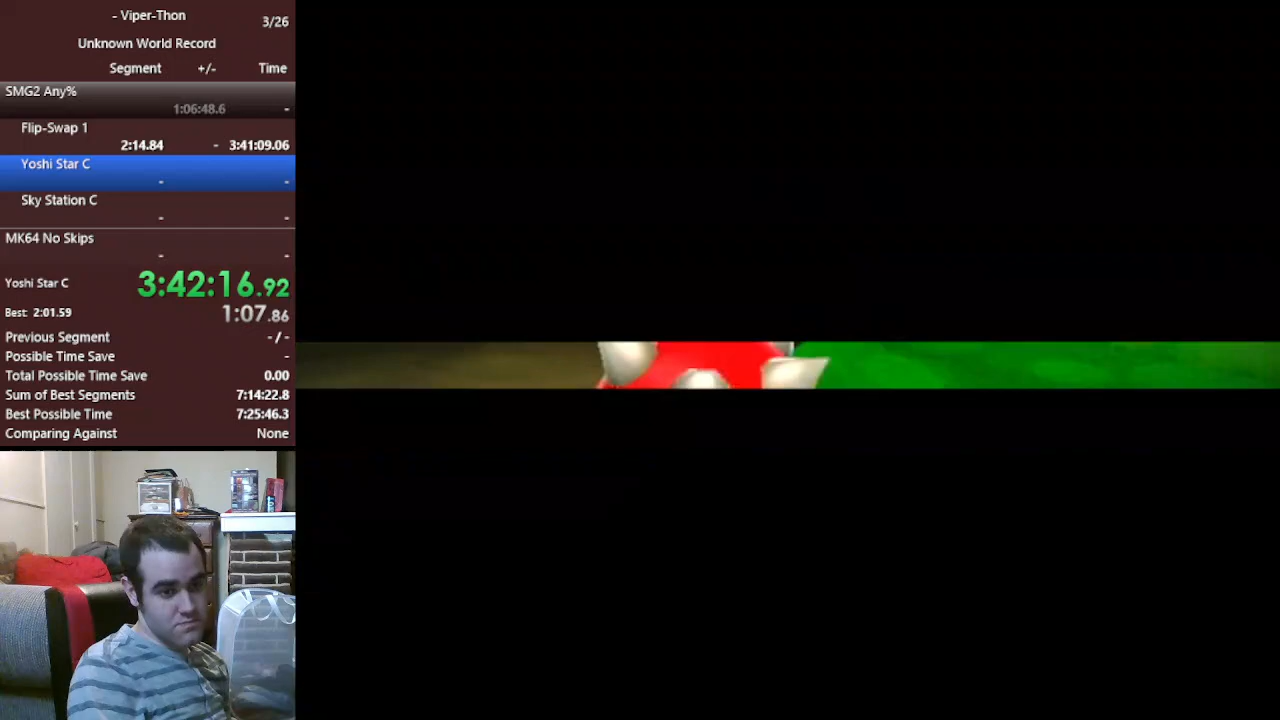 - Viper-Thon
3/26
Unknown World Record
Segment +/- Time
SMG2 Any%
1:06:48.6 -
Flip-Swap 1
2:14.84 - 3:41:09.06
Yoshi Star C
- -
Sky Station C
- -
MK64 No Skips
- -
Yoshi Star C 3:42:16.92
Best: 2:01.59 1:07.86
Previous Segment - / -
Possible Time Save -
Total Possible Time Save 0.00
Sum of Best Segments 7:14:22.8
Best Possible Time 7:25:46.3
Comparing Against None